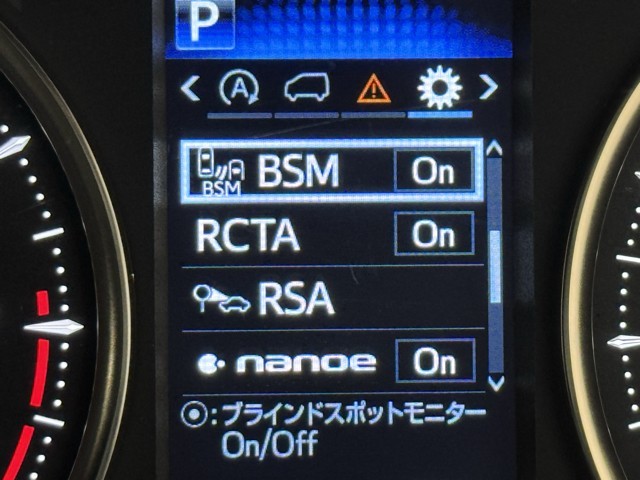 P
A
BSM
BSM On
RCTA On
RSA
nanoe On
⦿:ブラインドスポットモニター
On/Off